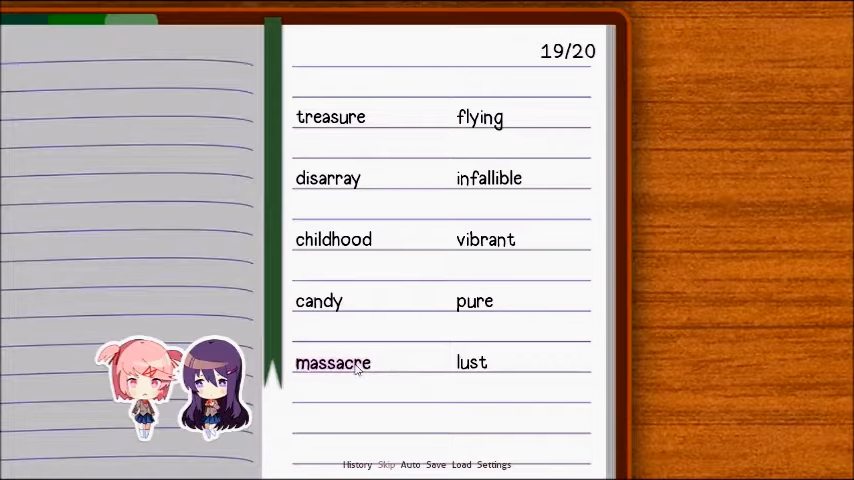 19/20
treasure flying
disarray infallible
childhood vibrant
candy pure
massacre lust
History Skip Auto Save Load Settings